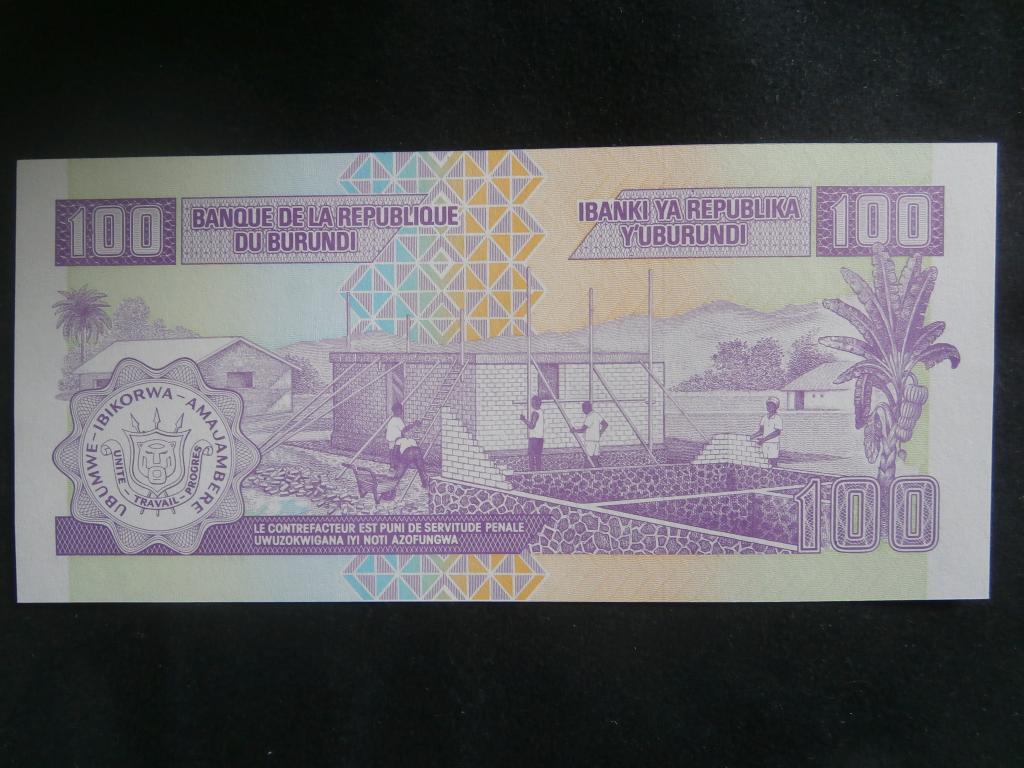 100
BANQUE DE LA REPUBLIQUE
DU BURUNDI
IBANKI YA REPUBLIKA
Y'UBURUNDI
100
UBUMWE-IBIKORWA-AMAJAMBERE
UNITE-TRAVAIL-PROGRES
LE CONTREFACTEUR EST PUNI DE SERVITUDE PENALE
UWUZOKWIGANA IYI NOTI AZOFUNGWA
100